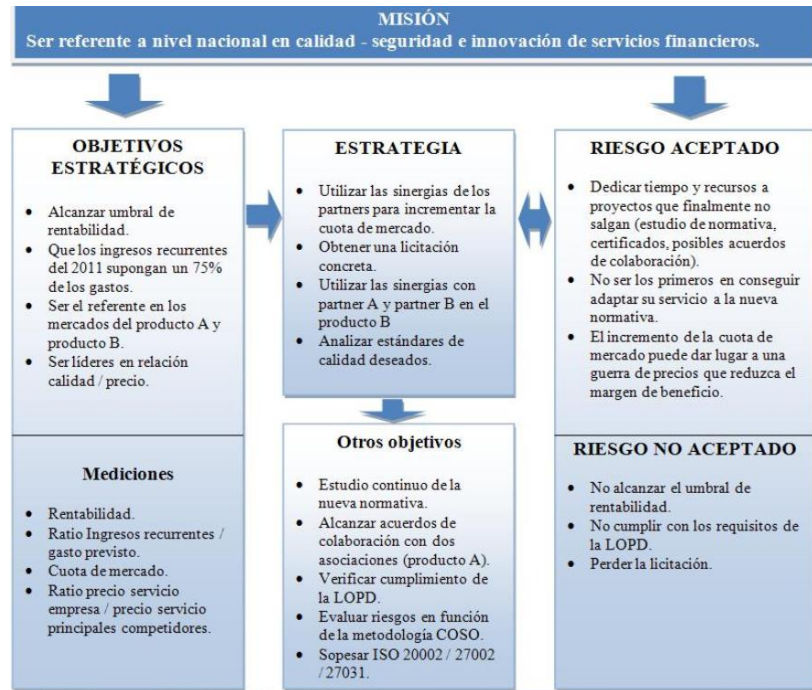 MISIÓN
Ser referente a nivel nacional en calidad - seguridad e innovación de servicios financieros.
OBJETIVOS
ESTRATÉGICOS
• Alcanzar umbral de
rentabilidad.
• Que los ingresos recurrentes
del 2011 supongan un 75%
de los gastos.
• Ser el referente en los
mercados del producto A y
producto B.
• Ser líderes en relación
calidad / precio.
Mediciones
• Rentabilidad.
• Ratio Ingresos recurrentes /
gasto previsto.
• Cuota de mercado.
• Ratio precio servicio
empresa / precio servicio
principales competidores.
ESTRATEGIA
• Utilizar las sinergias de los
partners para incrementar la
cuota de mercado.
• Obtener una licitación
concreta.
• Utilizar las sinergias con
partner A y partner B en el
producto B
• Analizar estándares de
calidad deseados.
Otros objetivos
• Estudio continuo de la
nueva normativa.
• Alcanzar acuerdos de
colaboración con dos
asociaciones (producto A).
• Verificar cumplimiento de
la LOPD.
• Evaluar riesgos en función
de la metodología COSO.
• Sopesar ISO 20002 / 27002
/ 27031.
RIESGO ACEPTADO
• Dedicar tiempo y recursos a
proyectos que finalmente no
salgan (estudio de normativa,
certificados, posibles acuerdos
de colaboración).
• No ser los primeros en conseguir
adaptar su servicio a la nueva
normativa.
• El incremento de la cuota de
mercado puede dar lugar a una
guerra de precios que reduzca el
margen de beneficio.
RIESGO NO ACEPTADO
• No alcanzar el umbral de
rentabilidad.
• No cumplir con los requisitos de
la LOPD.
• Perder la licitación.